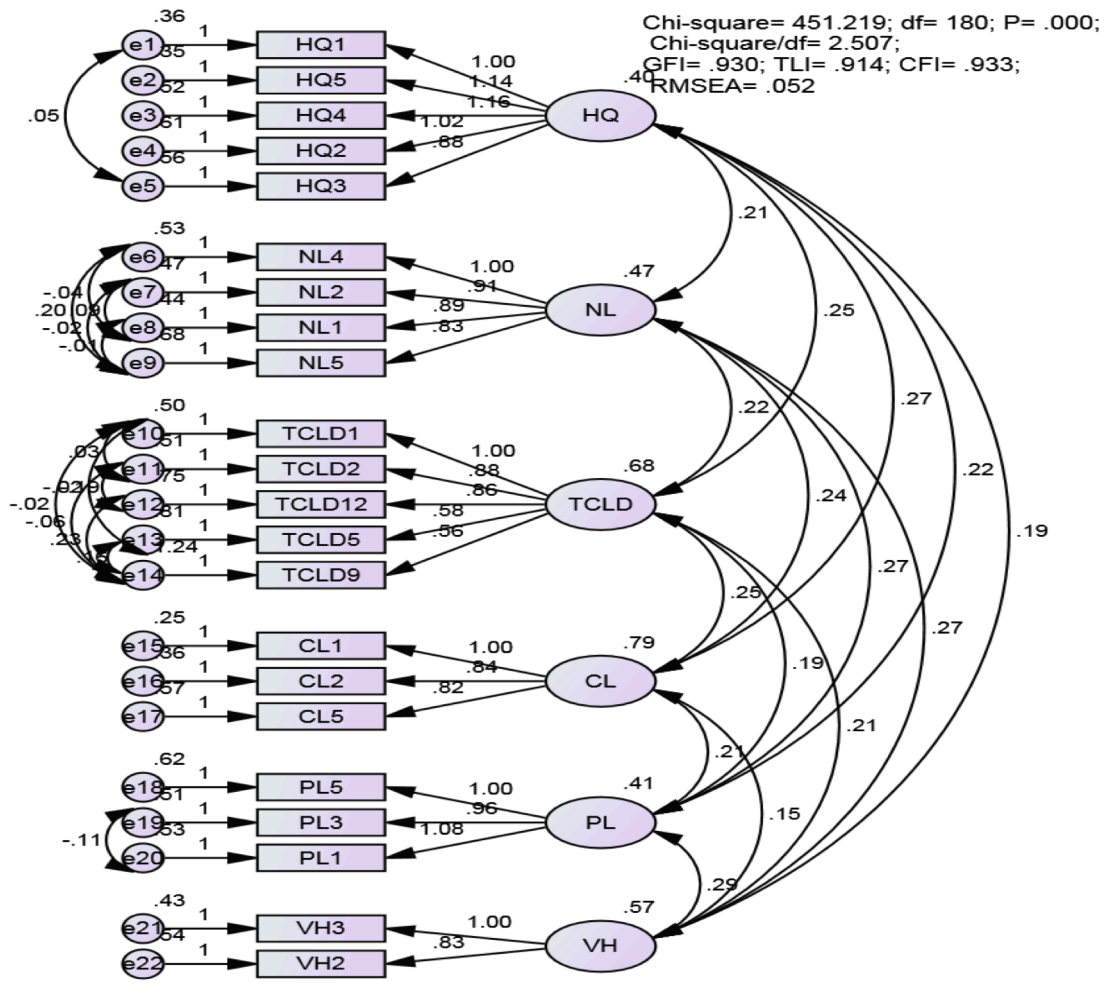 Chi-square= 451.219; df= 180; P= .000;
Chi-square/df= 2.507;
GFI= .930; TLI= .914; CFI= .933;
RMSEA= .052
.36
e1 1 HQ1
.35
e2 1 HQ5
.52
e3 1 HQ4
.51
e4 1 HQ2
.56
e5 1 HQ3
.05
1.00
1.14
1.16
1.02
.88
.40
HQ
.53
e6 1 NL4
.47
e7 1 NL2
.44
e8 1 NL1
.68
e9 1 NL5
-.04
.20
.09
-.02
-.01
1.00
.91
.89
.83
.47
NL
.50
e10 1 TCLD1
.51
e11 1 TCLD2
.75
e12 1 TCLD12
.81
e13 1 TCLD5
1.24
e14 1 TCLD9
.03
-.02
-.06
.23
1.00
.88
.86
.58
.56
.68
TCLD
.25
e15 1 CL1
.36
e16 1 CL2
.57
e17 1 CL5
1.00
.84
.82
.79
CL
.62
e18 1 PL5
.51
e19 1 PL3
.53
e20 1 PL1
-.11
1.00
.96
1.08
.41
PL
.43
e21 1 VH3
.54
e22 1 VH2
1.00
.83
.57
VH
.21
.25
.27
.22
.19
.22
.24
.27
.27
.25
.19
.21
.21
.15
.29